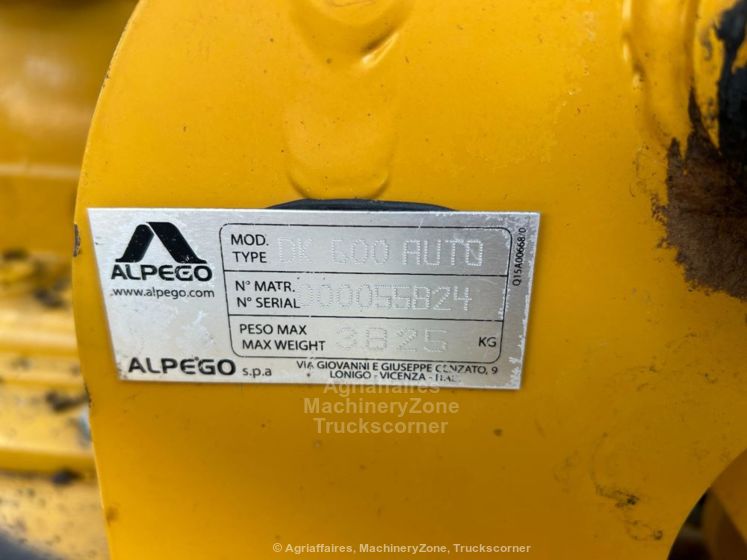 ALPEGO
www.alpego.com
MOD. TYPE DK 600 AUTO
N° MATR. N° SERIAL 000055824
PESO MAX MAX WEIGHT 3825 KG
ALPEGO s.p.a
VIA GIOVANNI E GIUSEPPE CENZATO, 9
LONIGO - VICENZA - ITALY
Q15A00668/0
Agriaffaires
MachineryZone
Truckscorner
© Agriaffaires, MachineryZone, Truckscorner